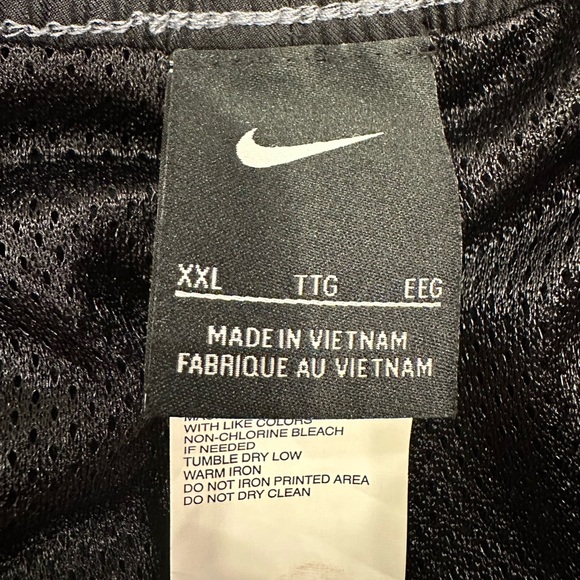 XXL TTG EEG
MADE IN VIETNAM
FABRIQUE AU VIETNAM
WITH LIKE COLORS
NON-CHLORINE BLEACH
IF NEEDED
TUMBLE DRY LOW
WARM IRON
DO NOT IRON PRINTED AREA
DO NOT DRY CLEAN